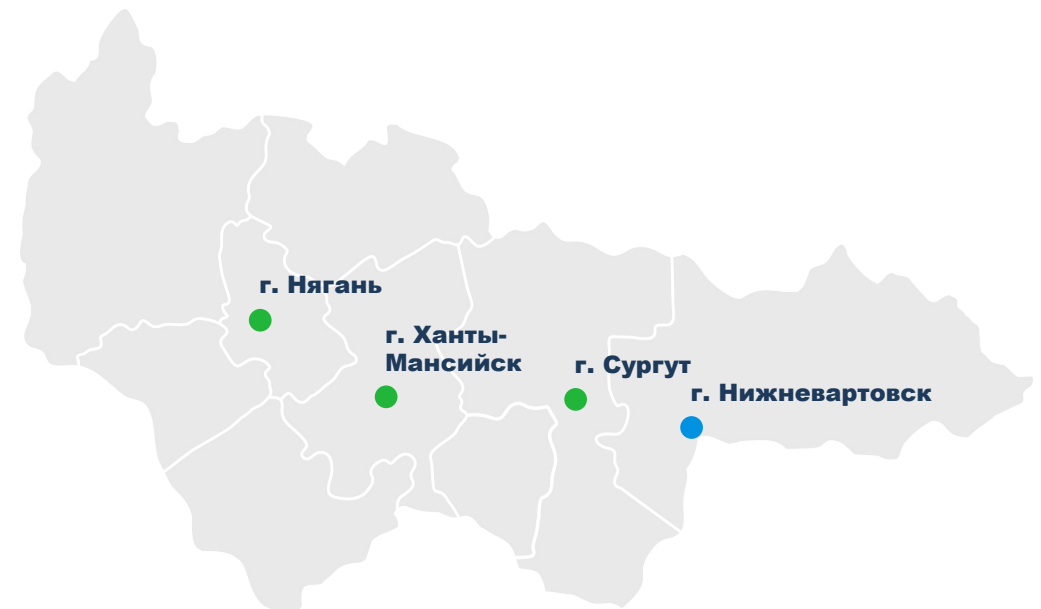 г. Нягань
г. Ханты-
Мансийск
г. Сургут
г. Нижневартовск